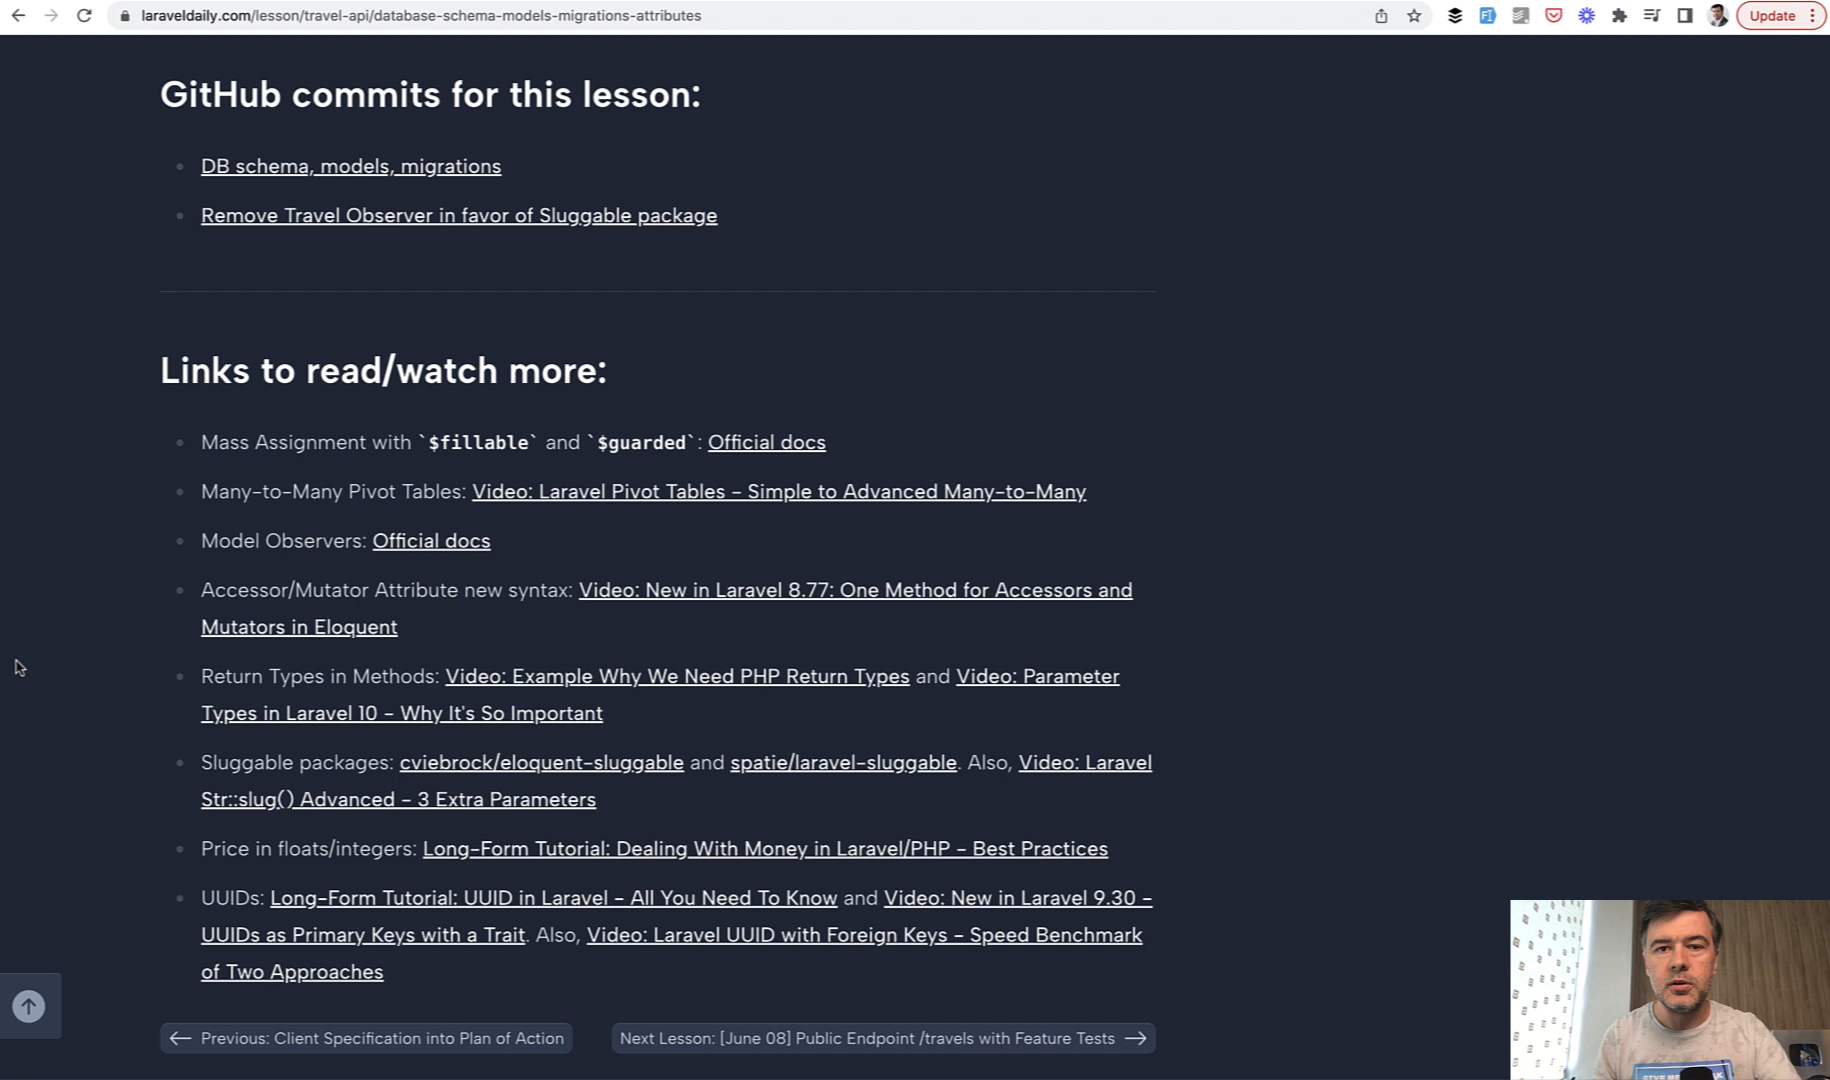 laraveldaily.com/lesson/travel-api/database-schema-models-migrations-attributes
Update
GitHub commits for this lesson:
DB schema, models, migrations
Remove Travel Observer in favor of Sluggable package
Links to read/watch more:
Mass Assignment with `$fillable` and `$guarded`: Official docs
Many-to-Many Pivot Tables: Video: Laravel Pivot Tables - Simple to Advanced Many-to-Many
Model Observers: Official docs
Accessor/Mutator Attribute new syntax: Video: New in Laravel 8.77: One Method for Accessors and
Mutators in Eloquent
Return Types in Methods: Video: Example Why We Need PHP Return Types and Video: Parameter
Types in Laravel 10 - Why It's So Important
Sluggable packages: cviebrock/eloquent-sluggable and spatie/laravel-sluggable. Also, Video: Laravel
Str::slug() Advanced - 3 Extra Parameters
Price in floats/integers: Long-Form Tutorial: Dealing With Money in Laravel/PHP - Best Practices
UUIDs: Long-Form Tutorial: UUID in Laravel - All You Need To Know and Video: New in Laravel 9.30 -
UUIDs as Primary Keys with a Trait. Also, Video: Laravel UUID with Foreign Keys - Speed Benchmark
of Two Approaches
← Previous: Client Specification into Plan of Action
Next Lesson: [June 08] Public Endpoint /travels with Feature Tests →